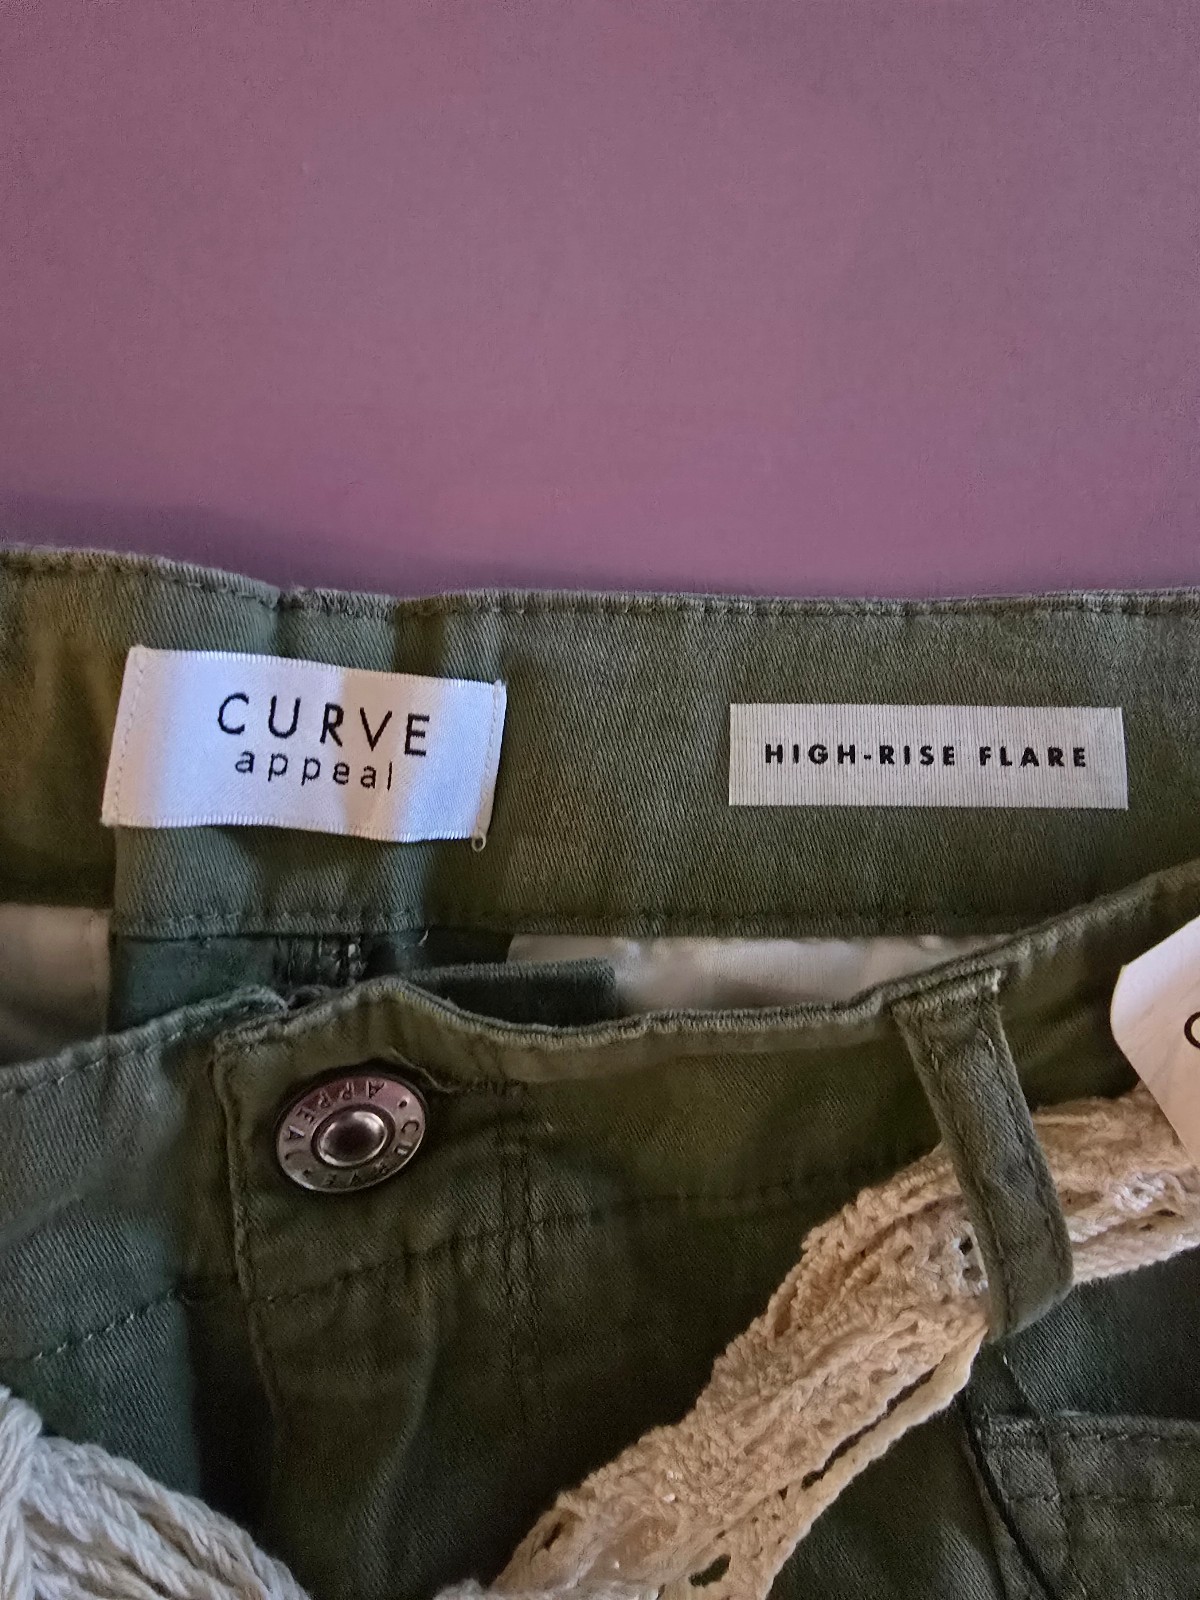 CURVE
appeal
HIGH-RISE FLARE
CURVE • APPEAL •